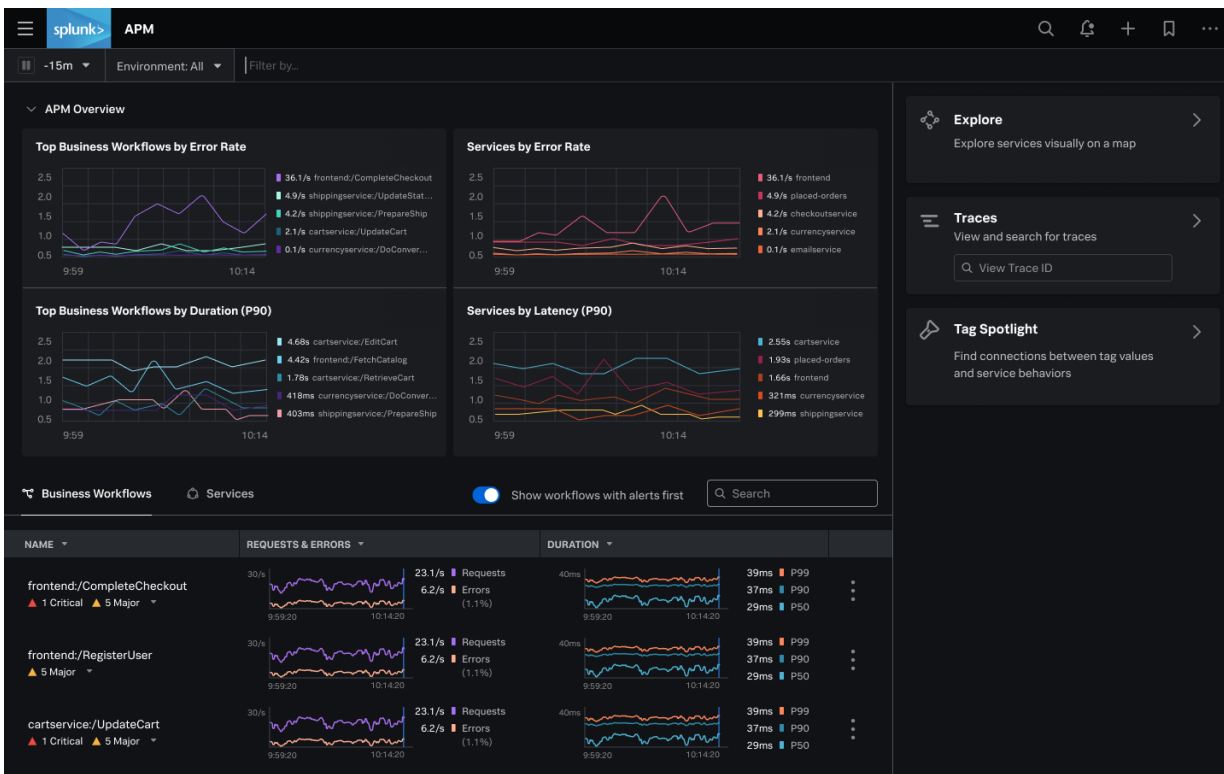 splunk> APM
-15m Environment: All Filter by...
APM Overview
Top Business Workflows by Error Rate
2.5
2.0
1.5
1.0
0.5
9:59 10:14
36.1/s frontend:/CompleteCheckout
4.9/s shippingservice:/UpdateStat...
4.2/s shippingservice:/PrepareShip
2.1/s cartservice:/UpdateCart
0.1/s currencyservice:/DoConver...
Services by Error Rate
2.5
2.0
1.5
1.0
0.5
9:59 10:14
36.1/s frontend
4.9/s placed-orders
4.2/s checkoutservice
2.1/s currencyservice
0.1/s emailservice
Top Business Workflows by Duration (P90)
2.5
2.0
1.5
1.0
0.5
9:59 10:14
4.68s cartservice:/EditCart
4.42s frontend:/FetchCatalog
1.78s cartservice:/RetrieveCart
418ms currencyservice:/DoConver...
403ms shippingservice:/PrepareShip
Services by Latency (P90)
2.5
2.0
1.5
1.0
0.5
9:59 10:14
2.55s cartservice
1.93s placed-orders
1.66s frontend
321ms currencyservice
299ms shippingservice
Explore
Explore services visually on a map
Traces
View and search for traces
View Trace ID
Tag Spotlight
Find connections between tag values
and service behaviors
Business Workflows Services Show workflows with alerts first Search
NAME REQUESTS & ERRORS DURATION
frontend:/CompleteCheckout
1 Critical 5 Major
30/s
9:59:20 10:14:20
23.1/s Requests
6.2/s Errors
(1.1%)
40ms
9:59:20 10:14:20
39ms P99
37ms P90
29ms P50
frontend:/RegisterUser
5 Major
30/s
9:59:20 10:14:20
23.1/s Requests
6.2/s Errors
(1.1%)
40ms
9:59:20 10:14:20
39ms P99
37ms P90
29ms P50
cartservice:/UpdateCart
1 Critical 5 Major
30/s
9:59:20 10:14:20
23.1/s Requests
6.2/s Errors
(1.1%)
40ms
9:59:20 10:14:20
39ms P99
37ms P90
29ms P50